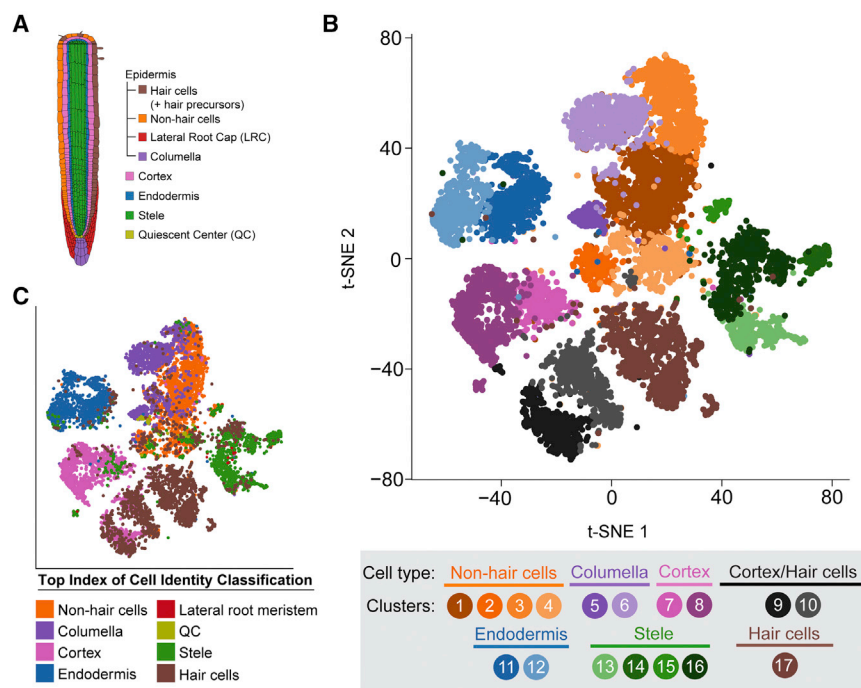 A
Epidermis
Hair cells
(+ hair precursors)
Non-hair cells
Lateral Root Cap (LRC)
Columella
Cortex
Endodermis
Stele
Quiescent Center (QC)
B
80
40
0
−40
−80
t-SNE 2
−40
0
40
80
t-SNE 1
C
Top Index of Cell Identity Classification
Non-hair cells
Columella
Cortex
Endodermis
Lateral root meristem
QC
Stele
Hair cells
Cell type: Non-hair cells Columella Cortex Cortex/Hair cells
Clusters: 1 2 3 4 5 6 7 8 9 10
Endodermis Stele Hair cells
11 12 13 14 15 16 17